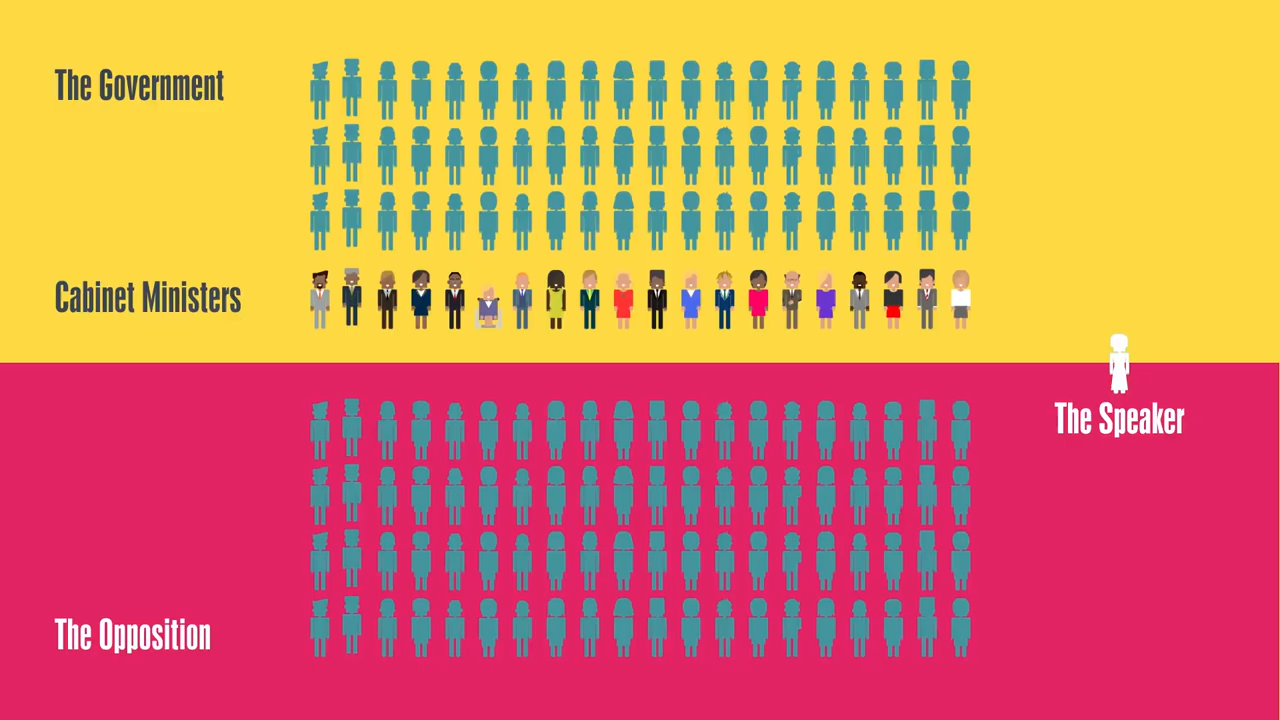 The Government
Cabinet Ministers
The Speaker
The Opposition